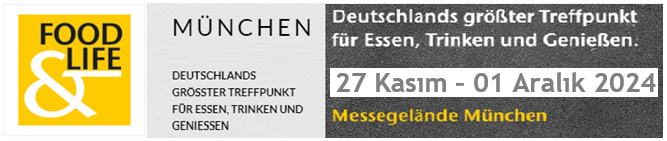 FOOD
& LIFE
MÜNCHEN
DEUTSCHLANDS
GRÖSSTER TREFFPUNKT
FÜR ESSEN, TRINKEN UND
GENIESSEN
Deutschlands größter Treffpunkt
für Essen, Trinken und Genießen.
27 Kasım - 01 Aralık 2024
Messegelände München